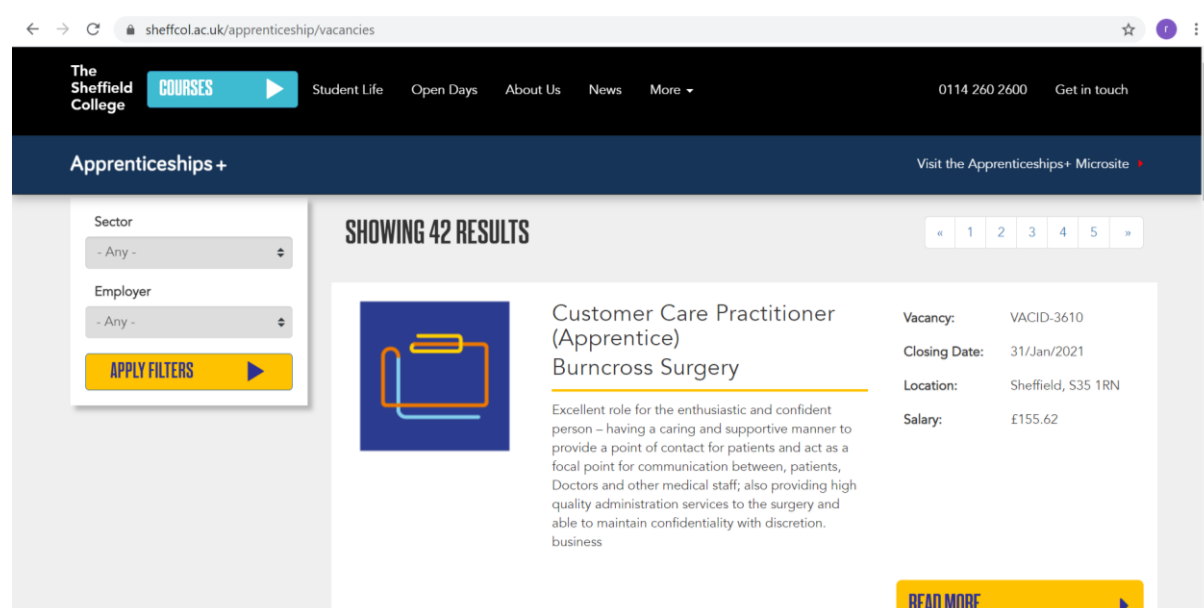 sheffcol.ac.uk/apprenticeship/vacancies
r
The
Sheffield
College
COURSES
Student Life
Open Days
About Us
News
More
0114 260 2600
Get in touch
Apprenticeships+
Visit the Apprenticeships+ Microsite
Sector
- Any -
Employer
- Any -
APPLY FILTERS
SHOWING 42 RESULTS
« 1 2 3 4 5 »
Customer Care Practitioner
(Apprentice)
Burncross Surgery
Excellent role for the enthusiastic and confident
person – having a caring and supportive manner to
provide a point of contact for patients and act as a
focal point for communication between, patients,
Doctors and other medical staff; also providing high
quality administration services to the surgery and
able to maintain confidentiality with discretion.
business
Vacancy: VACID-3610
Closing Date: 31/Jan/2021
Location: Sheffield, S35 1RN
Salary: £155.62
READ MORE